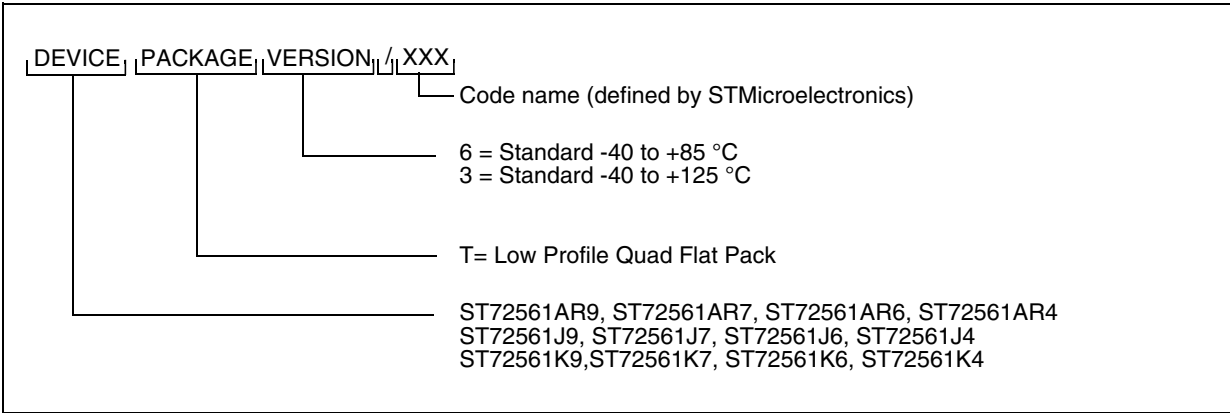 DEVICE PACKAGE VERSION / XXX
Code name (defined by STMicroelectronics)
6 = Standard -40 to +85 °C
3 = Standard -40 to +125 °C
T= Low Profile Quad Flat Pack
ST72561AR9, ST72561AR7, ST72561AR6, ST72561AR4
ST72561J9, ST72561J7, ST72561J6, ST72561J4
ST72561K9,ST72561K7, ST72561K6, ST72561K4